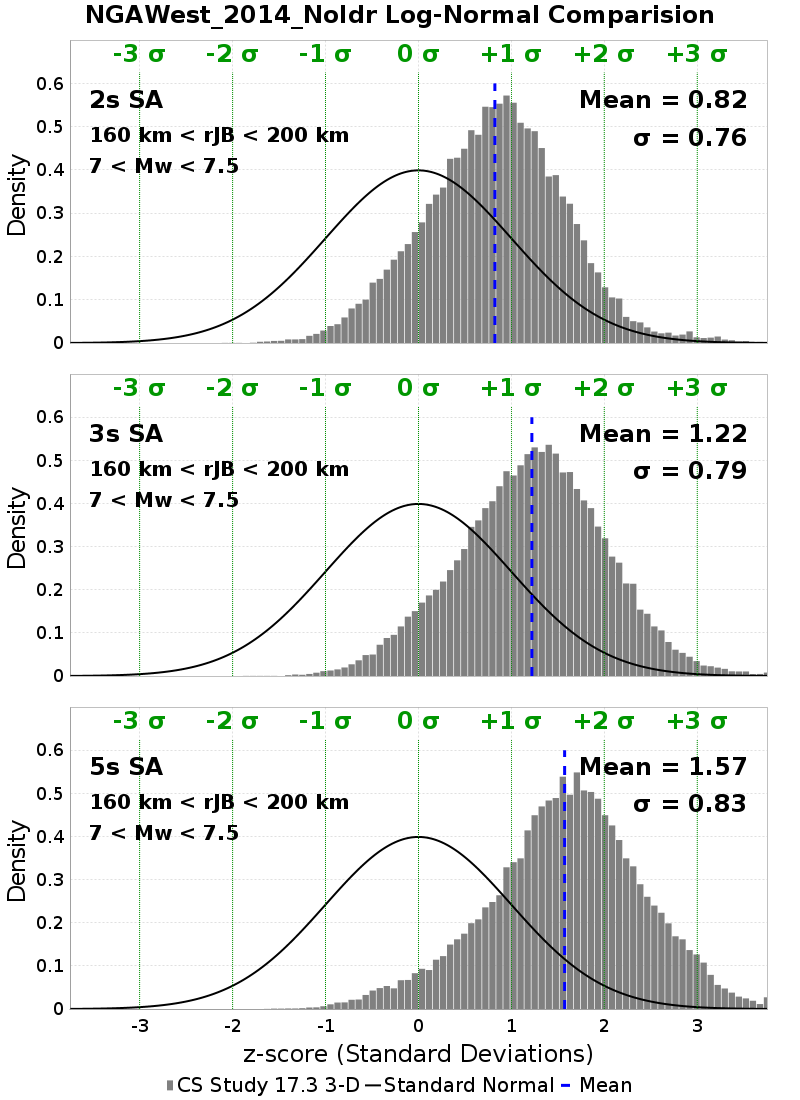 NGAWest_2014_NoIdr Log-Normal Comparision
-3 σ -2 σ -1 σ 0 σ +1 σ +2 σ +3 σ
2s SA
160 km < rJB < 200 km
7 < Mw < 7.5
Mean = 0.82
σ = 0.76
Density
0.6
0.5
0.4
0.3
0.2
0.1
0
-3 σ -2 σ -1 σ 0 σ +1 σ +2 σ +3 σ
3s SA
160 km < rJB < 200 km
7 < Mw < 7.5
Mean = 1.22
σ = 0.79
Density
0.6
0.5
0.4
0.3
0.2
0.1
0
-3 σ -2 σ -1 σ 0 σ +1 σ +2 σ +3 σ
5s SA
160 km < rJB < 200 km
7 < Mw < 7.5
Mean = 1.57
σ = 0.83
Density
0.6
0.5
0.4
0.3
0.2
0.1
0
-3 -2 -1 0 1 2 3
z-score (Standard Deviations)
CS Study 17.3 3-D Standard Normal Mean